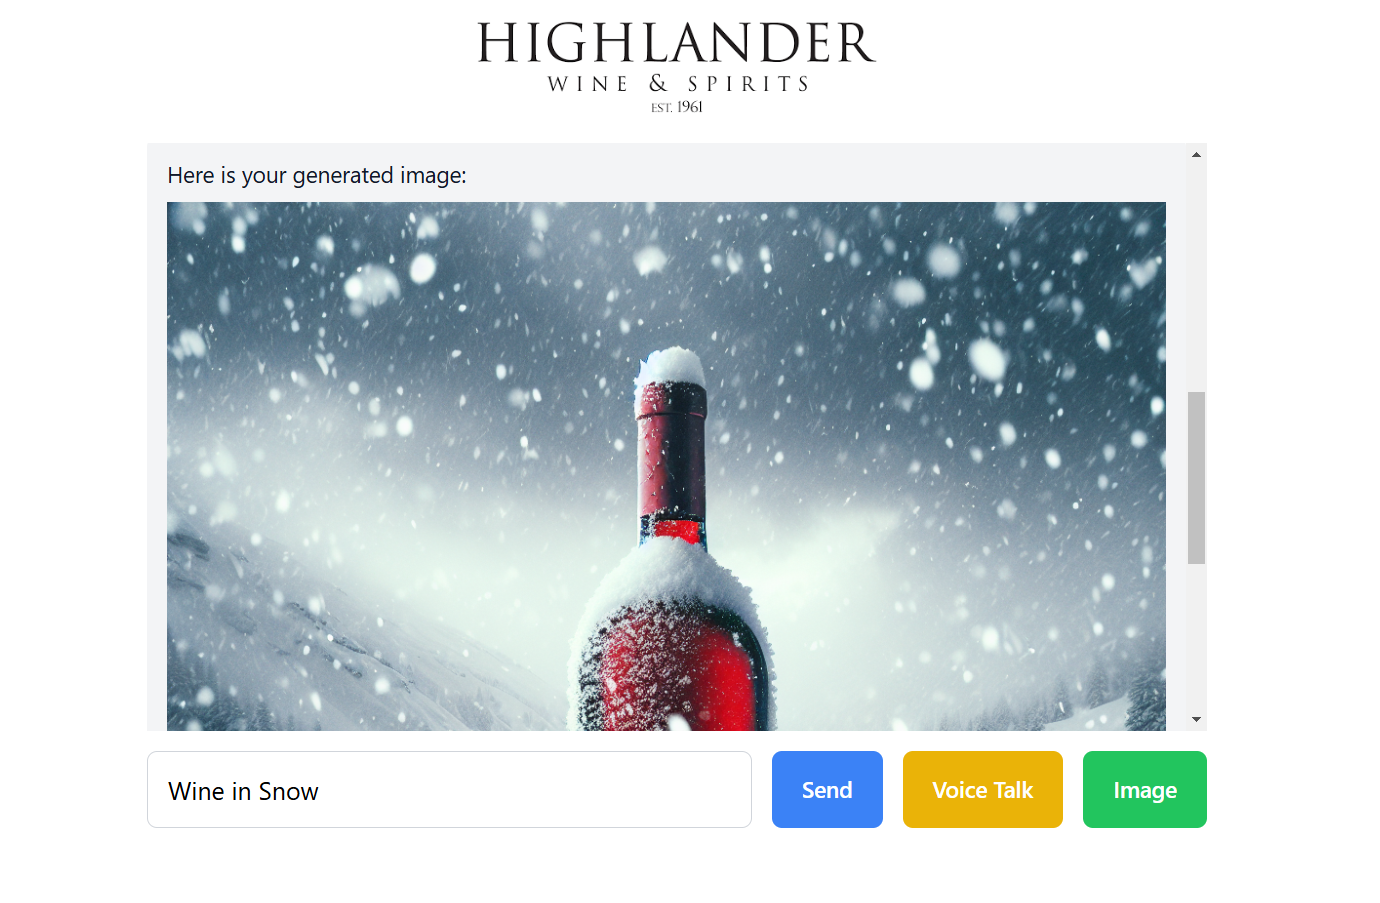 HIGHLANDER
WINE & SPIRITS
EST. 1961
Here is your generated image:
Wine in Snow
Send
Voice Talk
Image